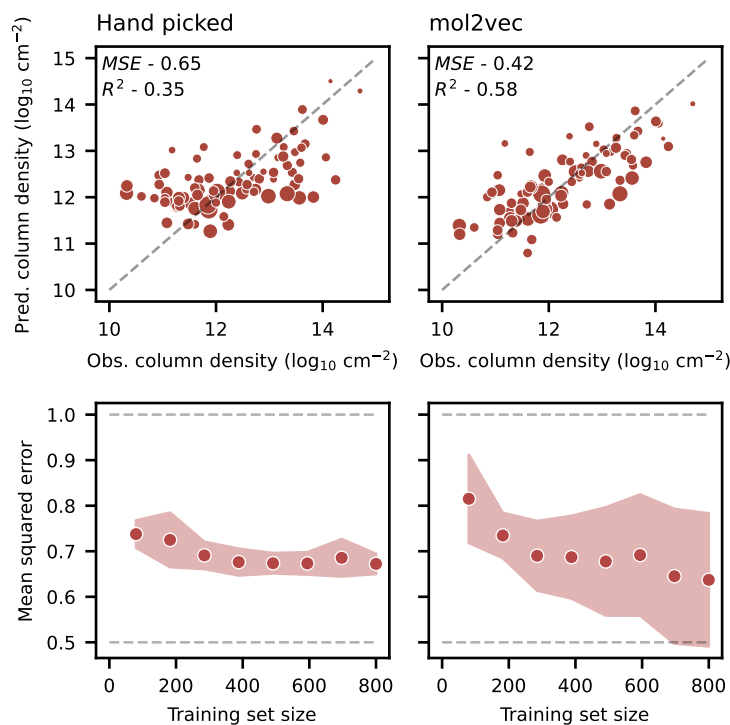 Hand picked
mol2vec
Pred. column density (log₁₀ cm⁻²)
15
14
13
12
11
10
MSE - 0.65
R² - 0.35
MSE - 0.42
R² - 0.58
10 12 14
10 12 14
Obs. column density (log₁₀ cm⁻²)
Obs. column density (log₁₀ cm⁻²)
Mean squared error
1.0
0.9
0.8
0.7
0.6
0.5
0 200 400 600 800
0 200 400 600 800
Training set size
Training set size